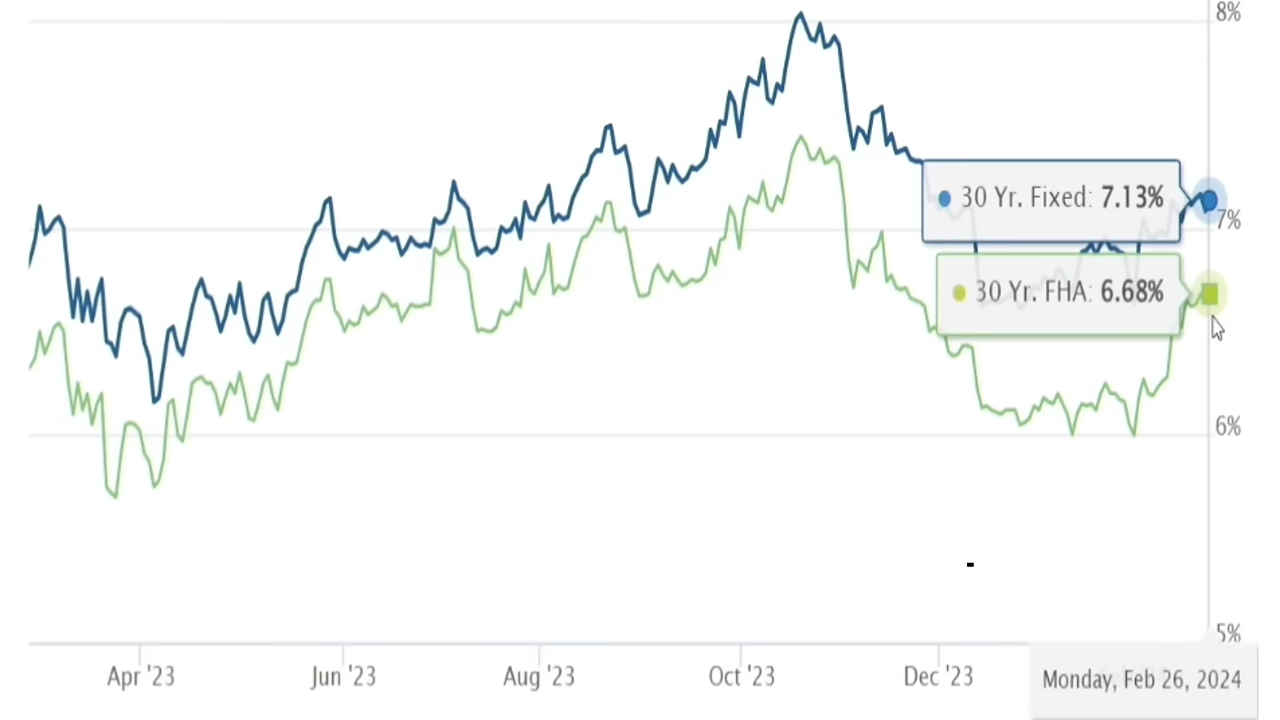 8%
30 Yr. Fixed: 7.13%
7%
30 Yr. FHA: 6.68%
6%
5%
Apr '23 Jun '23 Aug '23 Oct '23 Dec '23
Monday, Feb 26, 2024